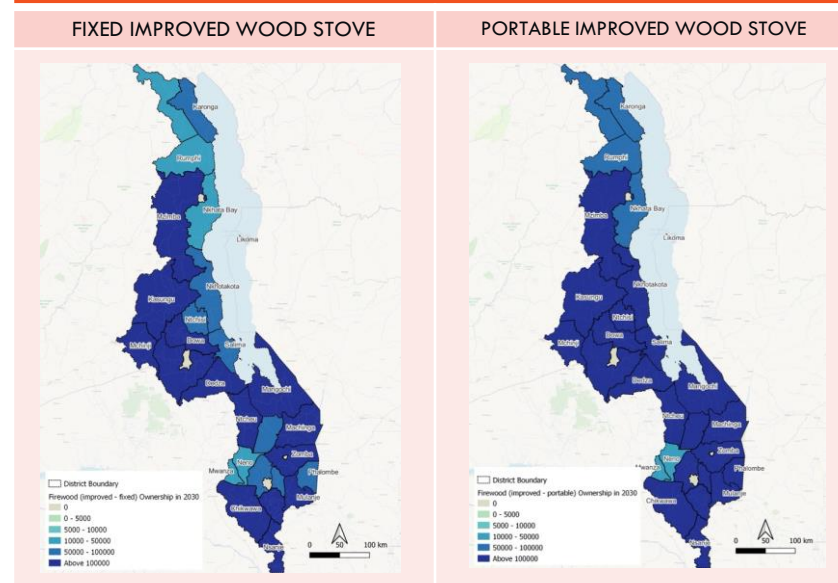 FIXED IMPROVED WOOD STOVE
PORTABLE IMPROVED WOOD STOVE
Karonga
Rumphi
Mzimba
Nkhata Bay
Likoma
Nkhotakota
Kasungu
Ntchisi
Dowa
Mchinji
Salima
Dedza
Mangochi
Ntcheu
Machinga
Zomba
Neno
Mwanza
Phalombe
Mulanje
Chikwawa
Nsanje
District Boundary
Firewood (improved - fixed) Ownership in 2030
0
0 - 5000
5000 - 10000
10000 - 50000
50000 - 100000
Above 100000
0 50 100 km
Karonga
Rumphi
Mzimba
Nkhata Bay
Likoma
Nkhotakota
Kasungu
Ntchisi
Dowa
Mchinji
Salima
Dedza
Mangochi
Ntcheu
Machinga
Zomba
Neno
Mwanza
Phalombe
Mulanje
Chikwawa
Nsanje
District Boundary
Firewood (improved - portable) Ownership in 2030
0
0 - 5000
5000 - 10000
10000 - 50000
50000 - 100000
Above 100000
0 50 100 km